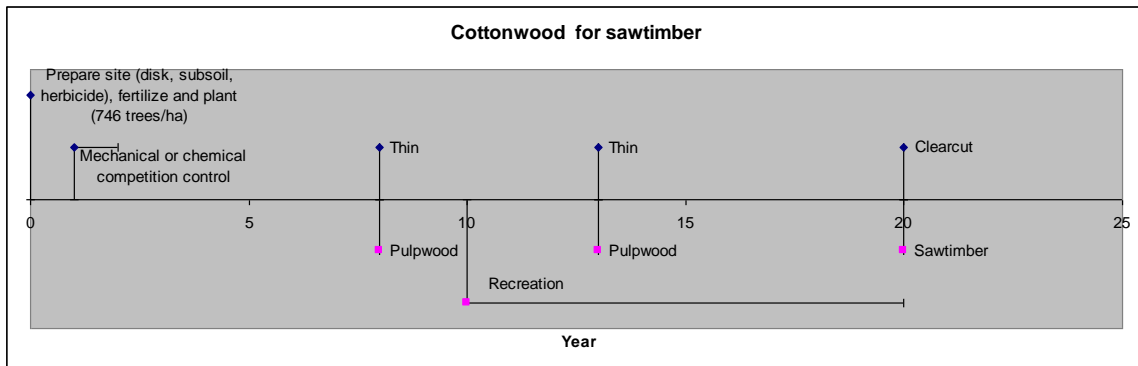 Cottonwood for sawtimber
Prepare site (disk, subsoil,
herbicide), fertilize and plant
(746 trees/ha)
Mechanical or chemical
competition control
Thin
Thin
Clearcut
0
5
10
15
20
25
Pulpwood
Pulpwood
Sawtimber
Recreation
Year